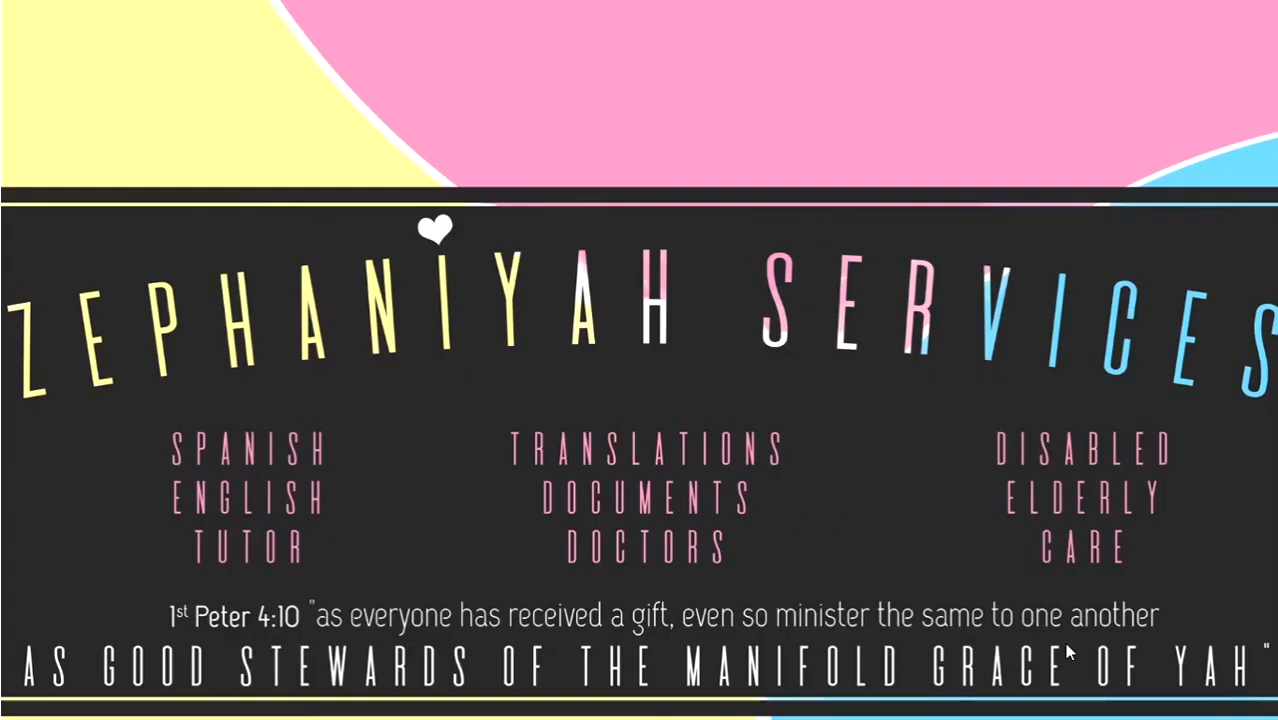 ZEPHANIYAH SERVICES
SPANISH
ENGLISH
TUTOR
TRANSLATIONS
DOCUMENTS
DOCTORS
DISABLED
ELDERLY
CARE
1st Peter 4:10 "as everyone has received a gift, even so minister the same to one another
AS GOOD STEWARDS OF THE MANIFOLD GRACE OF YAH"